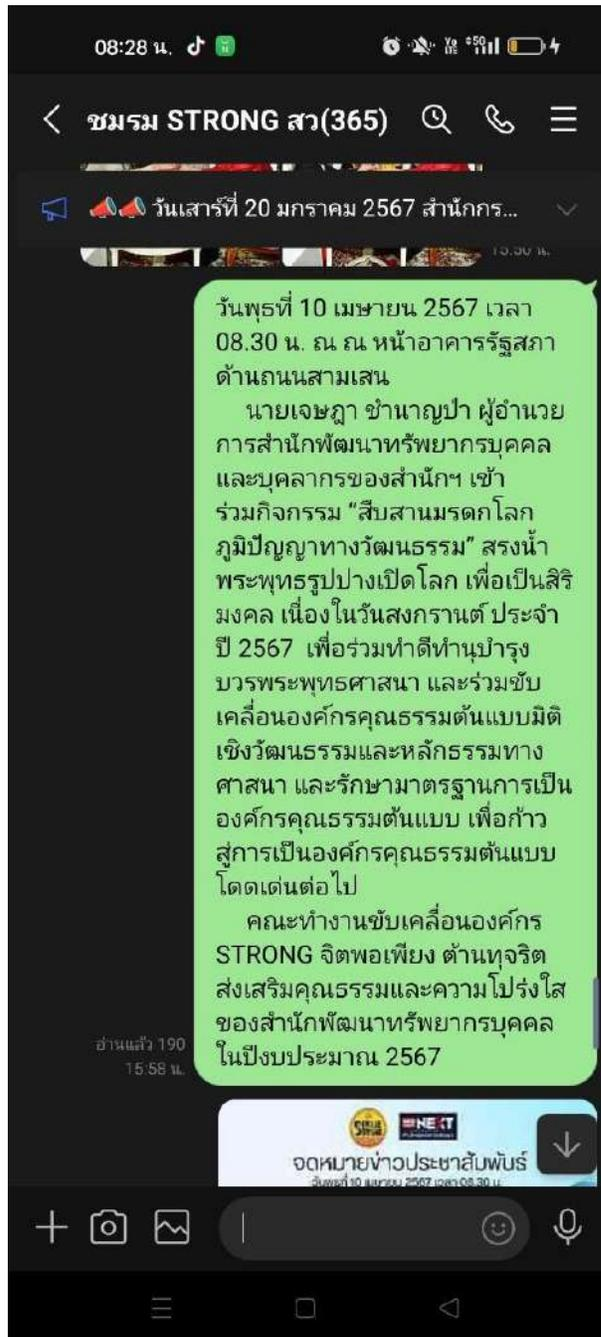 08:28 น.
ชมรม STRONG สว(365)
วันเสาร์ที่ 20 มกราคม 2567 สำนักกร...
15.50 น.
วันพุธที่ 10 เมษายน 2567 เวลา
08.30 น. ณ ณ หน้าอาคารรัฐสภา
ด้านถนนสามเสน
นายเจษฎา ชำนาญป่า ผู้อำนวย
การสำนักพัฒนาทรัพยากรบุคคล
และบุคลากรของสำนักฯ เข้า
ร่วมกิจกรรม “สืบสานมรดกโลก
ภูมิปัญญาทางวัฒนธรรม” สรงน้ำ
พระพุทธรูปปางเปิดโลก เพื่อเป็นสิริ
มงคล เนื่องในวันสงกรานต์ ประจำ
ปี 2567 เพื่อร่วมทำดีทำนุบำรุง
บวรพระพุทธศาสนา และร่วมขับ
เคลื่อนองค์กรคุณธรรมต้นแบบมิติ
เชิงวัฒนธรรมและหลักธรรมทาง
ศาสนา และรักษามาตรฐานการเป็น
องค์กรคุณธรรมต้นแบบ เพื่อก้าว
สู่การเป็นองค์กรคุณธรรมต้นแบบ
โดดเด่นต่อไป
คณะทำงานขับเคลื่อนองค์กร
STRONG จิตพอเพียง ต้านทุจริต
ส่งเสริมคุณธรรมและความโปร่งใส
ของสำนักพัฒนาทรัพยากรบุคคล
ในปีงบประมาณ 2567
อ่านแล้ว 190
15:58 น.
NEXT
จดหมายข่าวประชาสัมพันธ์
วันพุธที่ 10 เมษายน 2567 เวลา 08.30 น.